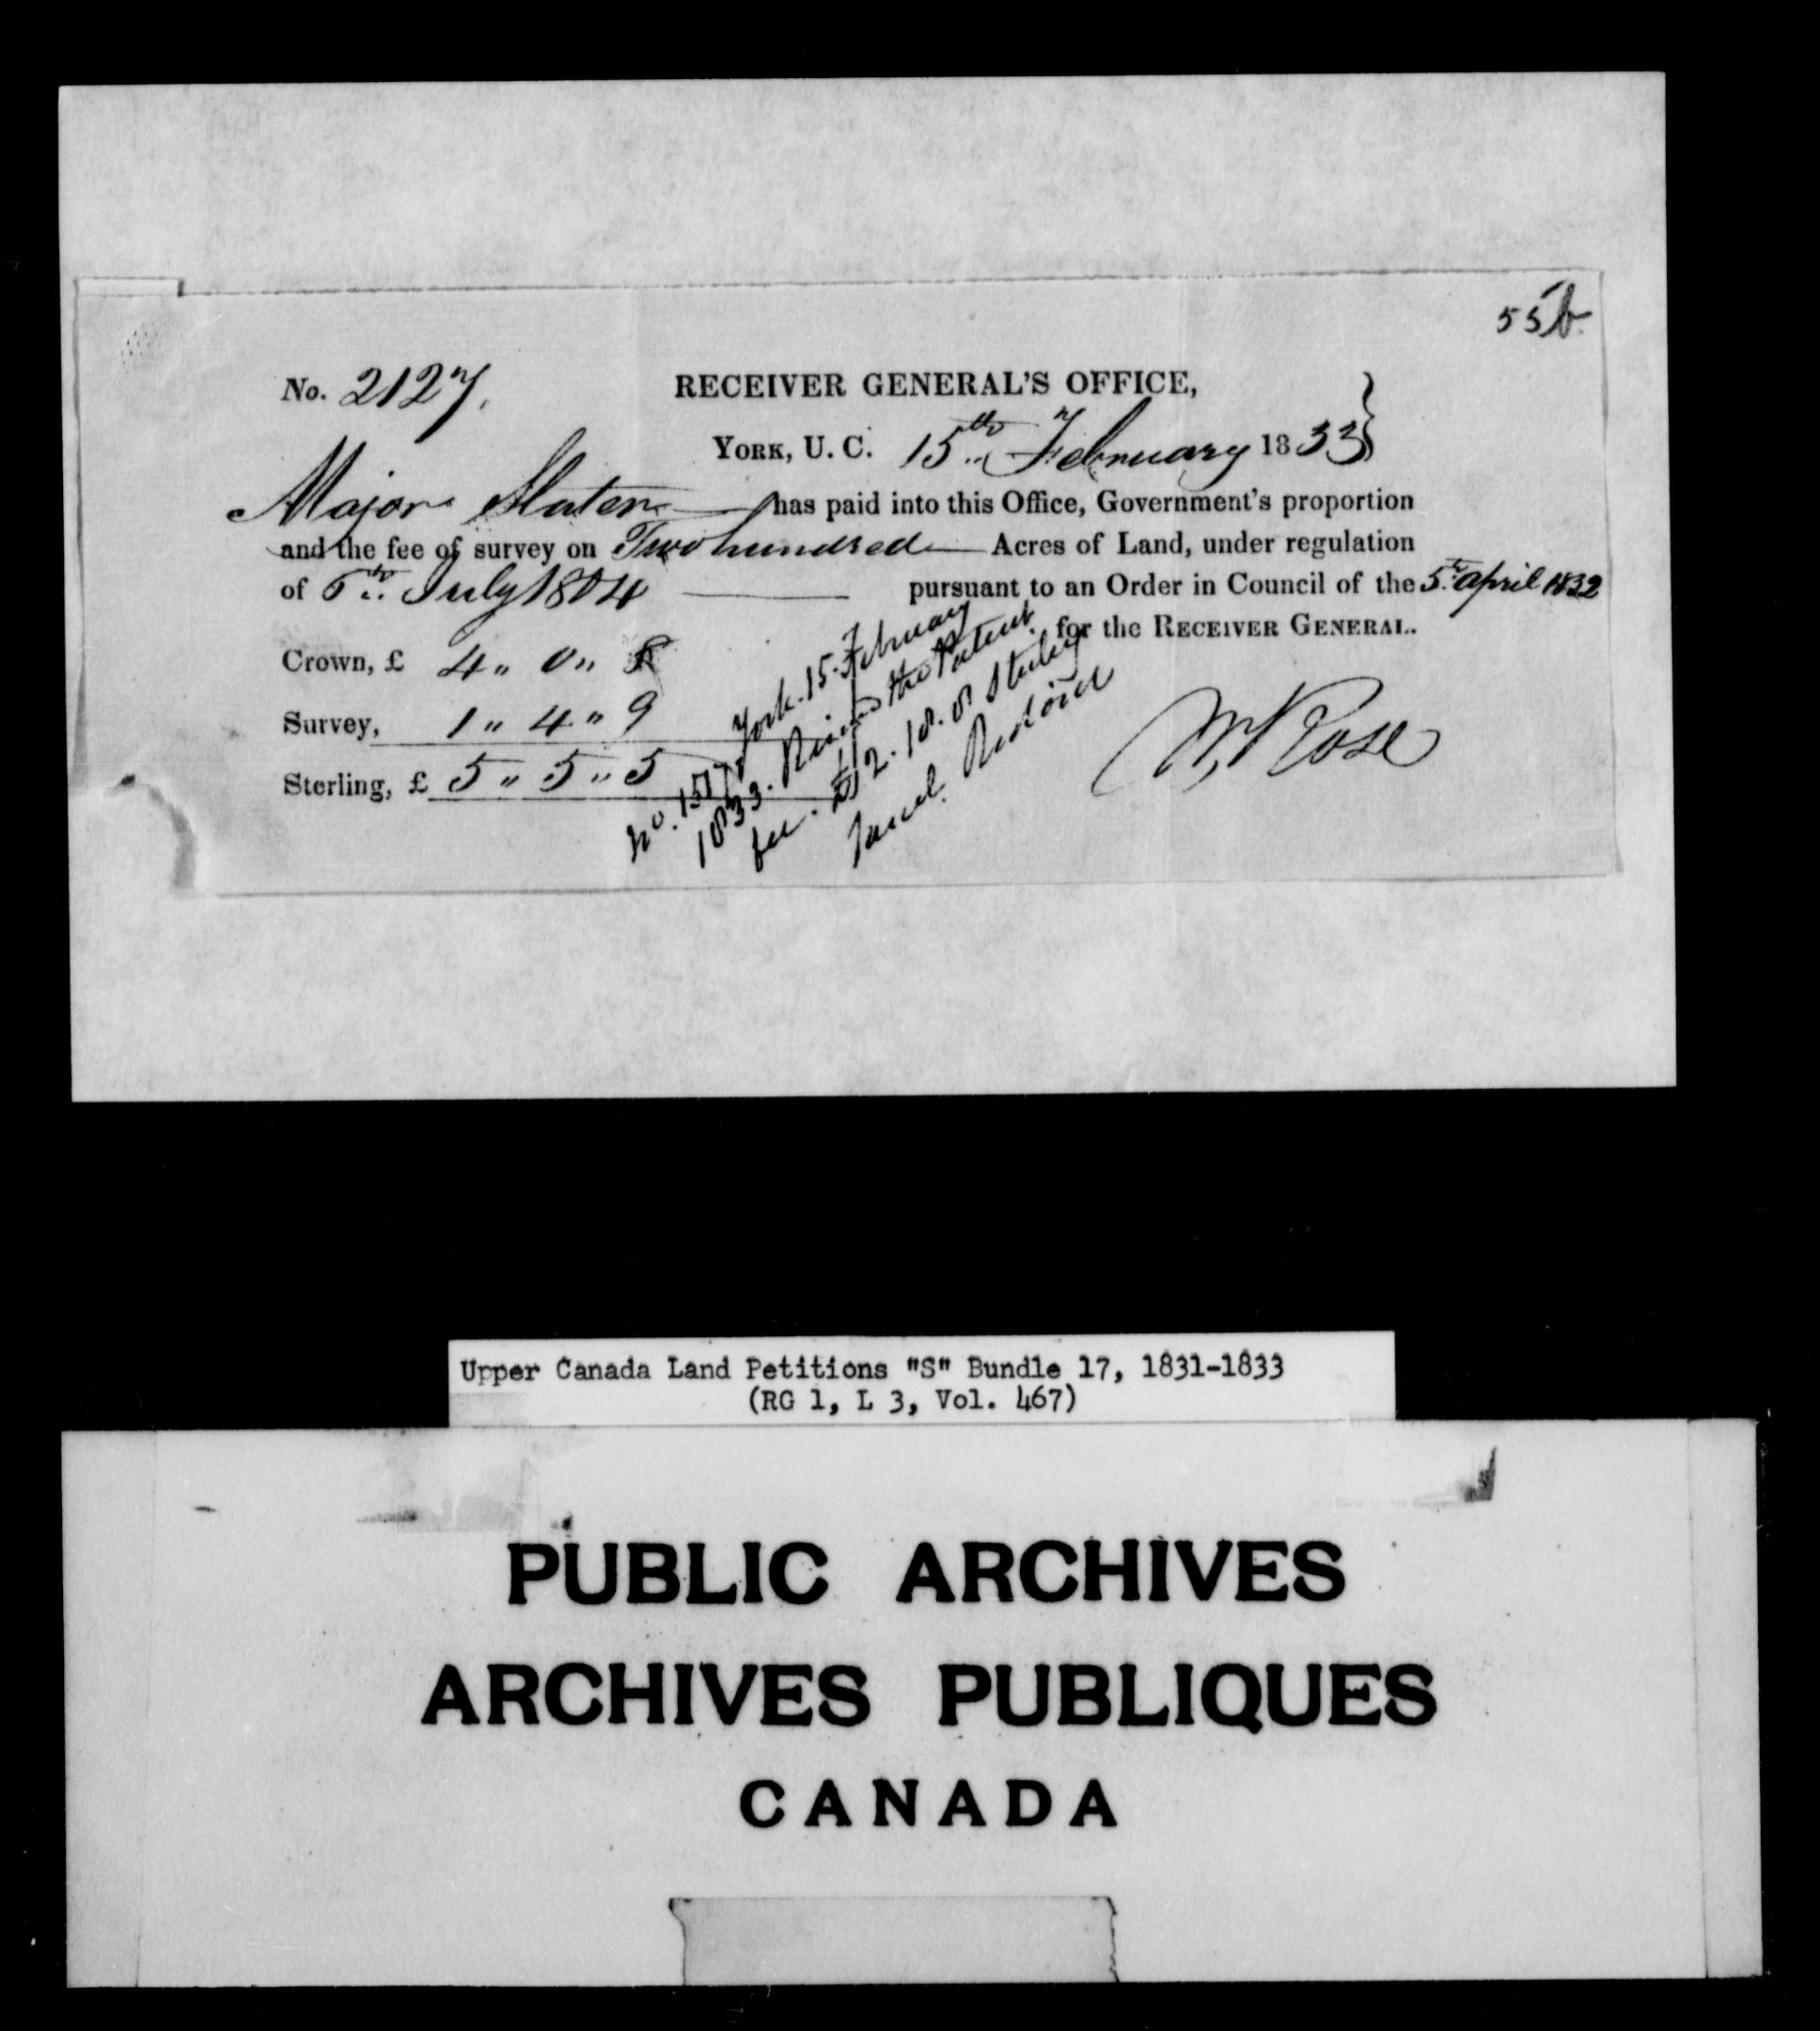 55b
No. 2127. RECEIVER GENERAL'S OFFICE,
YORK, U. C. 15th February 1833
Major Slater has paid into this Office, Government's proportion
and the fee of survey on Two hundred Acres of Land, under regulation
of 6th July 1804 pursuant to an Order in Council of the 5th April 1832
for the RECEIVER GENERAL.
Crown, £ 4 " 0 " 8
Survey, 1 " 4 " 9
Sterling, £ 5 " 5 " 5
No. 1517. York. 15. February
1833. the Patent
fee. £ 2. 10. 0
Saml. Ridout
Rose
Upper Canada Land Petitions "S" Bundle 17, 1831-1833
(RG 1, L 3, Vol. 467)
PUBLIC ARCHIVES
ARCHIVES PUBLIQUES
CANADA